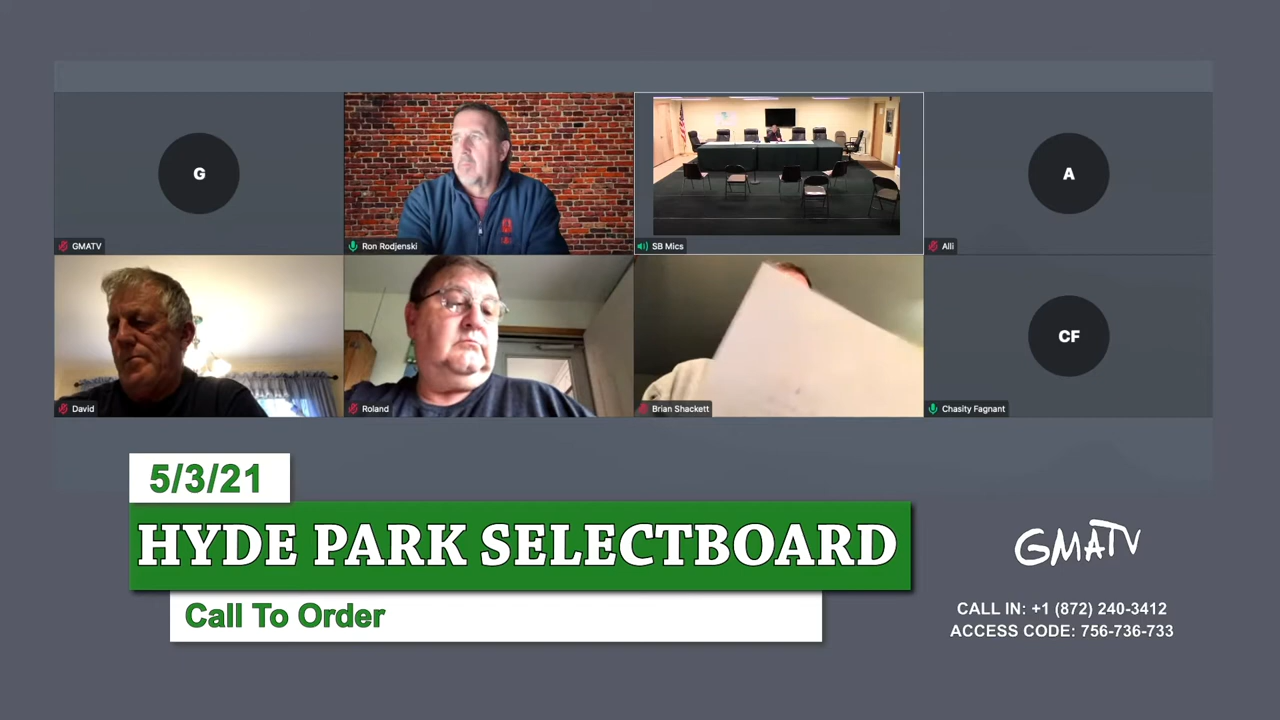 G
GMATV
Ron Rodjenski
SB Mics
A
Alli
David
Roland
Brian Shackett
CF
Chasity Fagnant
5/3/21
HYDE PARK SELECTBOARD
Call To Order
GMATV
CALL IN: +1 (872) 240-3412
ACCESS CODE: 756-736-733